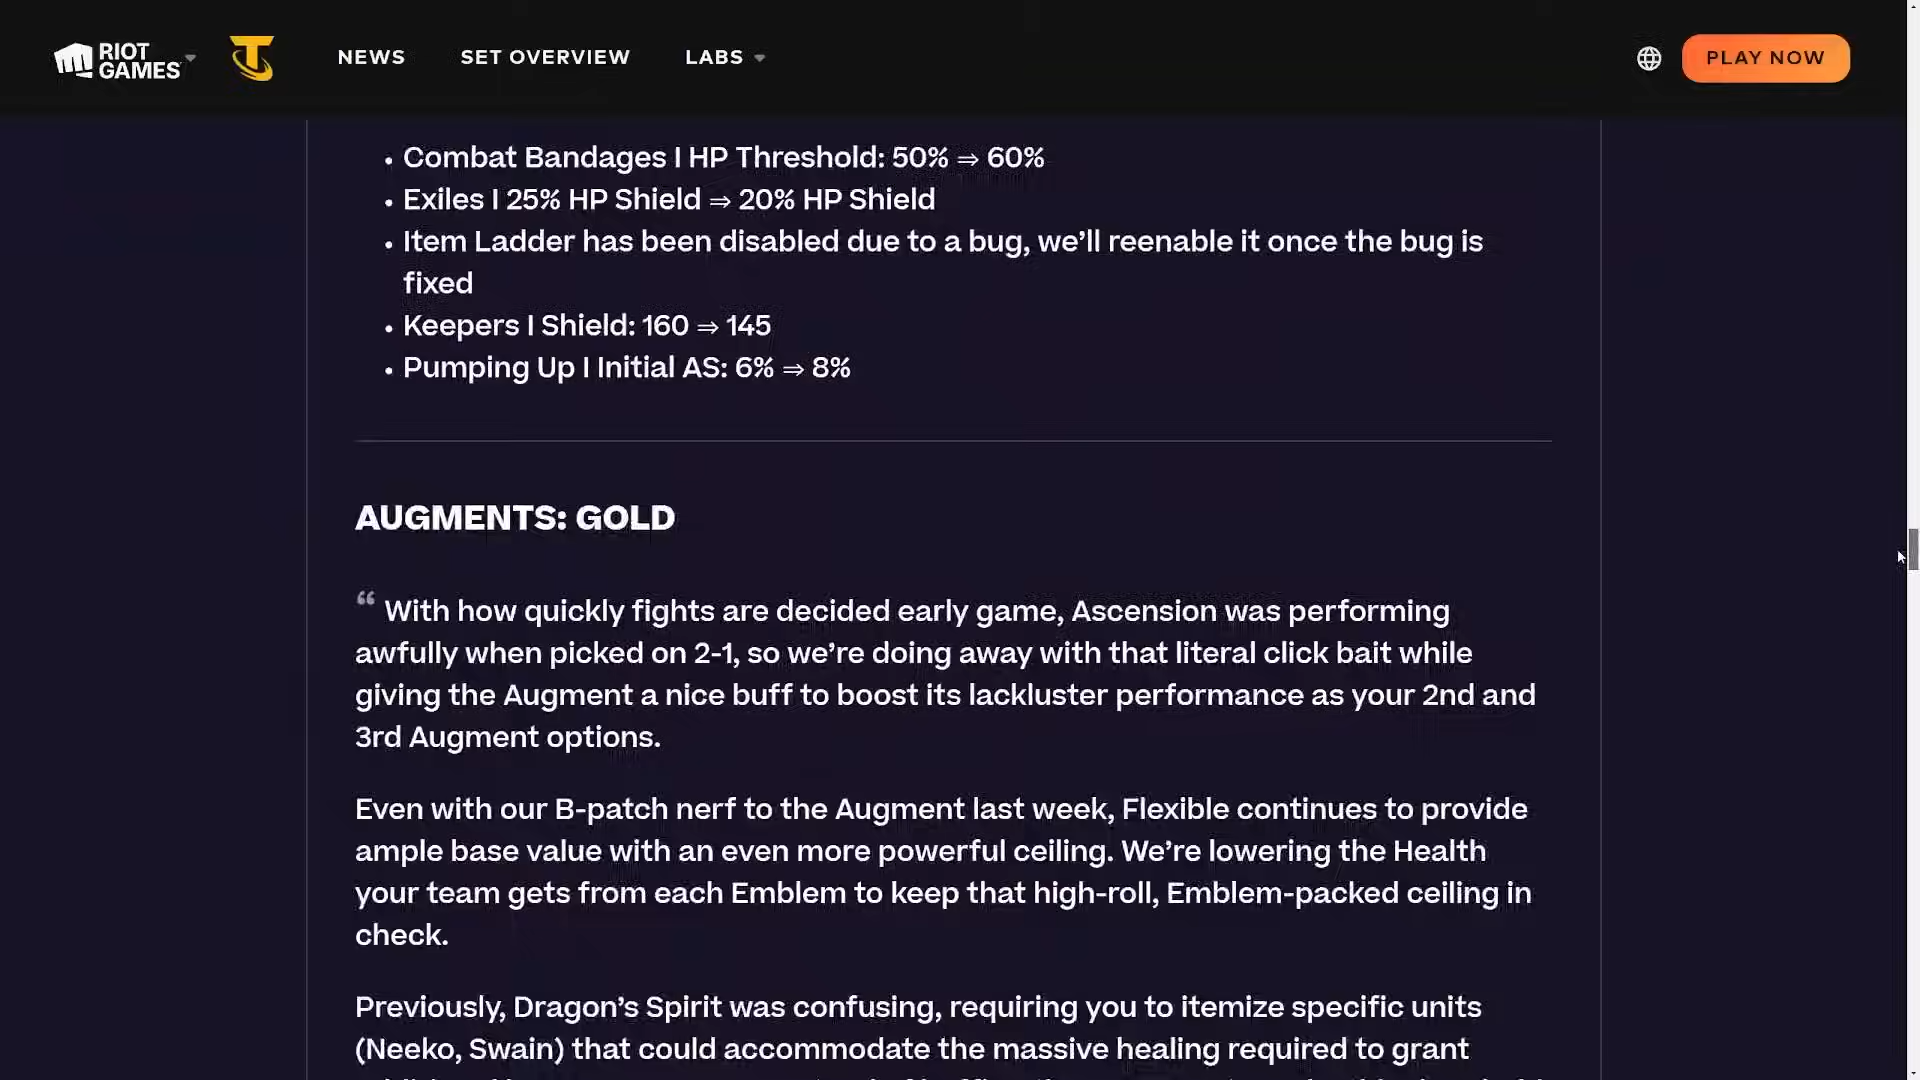 RIOT GAMES
NEWS
SET OVERVIEW
LABS
PLAY NOW
• Combat Bandages I HP Threshold: 50% ⇒ 60%
• Exiles I 25% HP Shield ⇒ 20% HP Shield
• Item Ladder has been disabled due to a bug, we’ll reenable it once the bug is
fixed
• Keepers I Shield: 160 ⇒ 145
• Pumping Up I Initial AS: 6% ⇒ 8%
AUGMENTS: GOLD
“ With how quickly fights are decided early game, Ascension was performing
awfully when picked on 2-1, so we’re doing away with that literal click bait while
giving the Augment a nice buff to boost its lackluster performance as your 2nd and
3rd Augment options.
Even with our B-patch nerf to the Augment last week, Flexible continues to provide
ample base value with an even more powerful ceiling. We’re lowering the Health
your team gets from each Emblem to keep that high-roll, Emblem-packed ceiling in
check.
Previously, Dragon’s Spirit was confusing, requiring you to itemize specific units
(Neeko, Swain) that could accommodate the massive healing required to grant